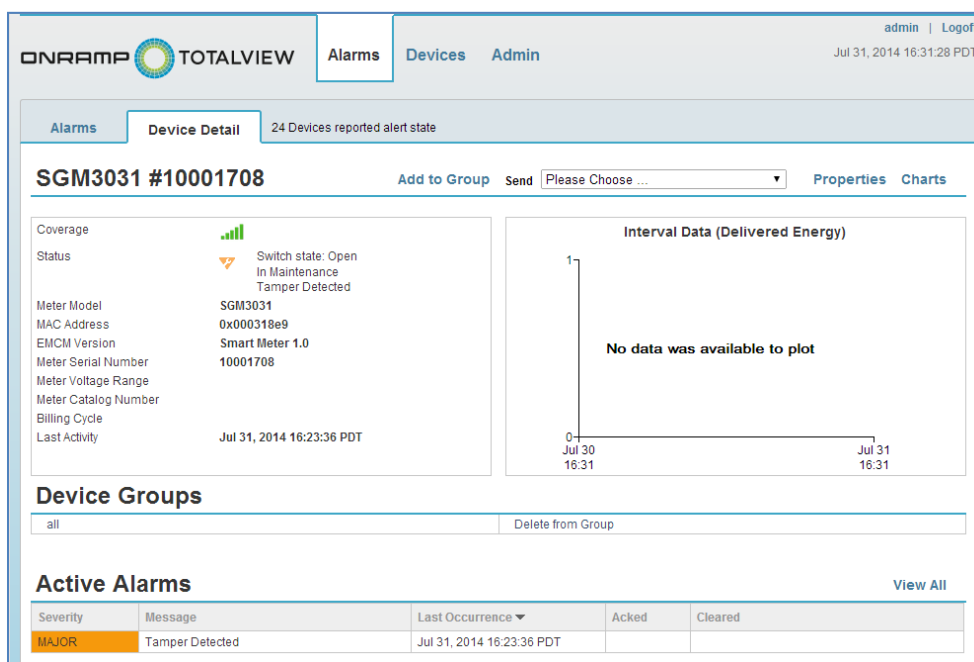 ONRAMP TOTALVIEW
Alarms Devices Admin
admin | Logof
Jul 31, 2014 16:31:28 PDT
Alarms Device Detail 24 Devices reported alert state
SGM3031 #10001708 Add to Group Send Please Choose ... Properties Charts
Coverage
Status Switch state: Open
In Maintenance
Tamper Detected
Meter Model SGM3031
MAC Address 0x000318e9
EMCM Version Smart Meter 1.0
Meter Serial Number 10001708
Meter Voltage Range
Meter Catalog Number
Billing Cycle
Last Activity Jul 31, 2014 16:23:36 PDT
Interval Data (Delivered Energy)
1
No data was available to plot
0
Jul 30 Jul 31
16:31 16:31
Device Groups
all Delete from Group
Active Alarms View All
Severity Message Last Occurrence Acked Cleared
MAJOR Tamper Detected Jul 31, 2014 16:23:36 PDT